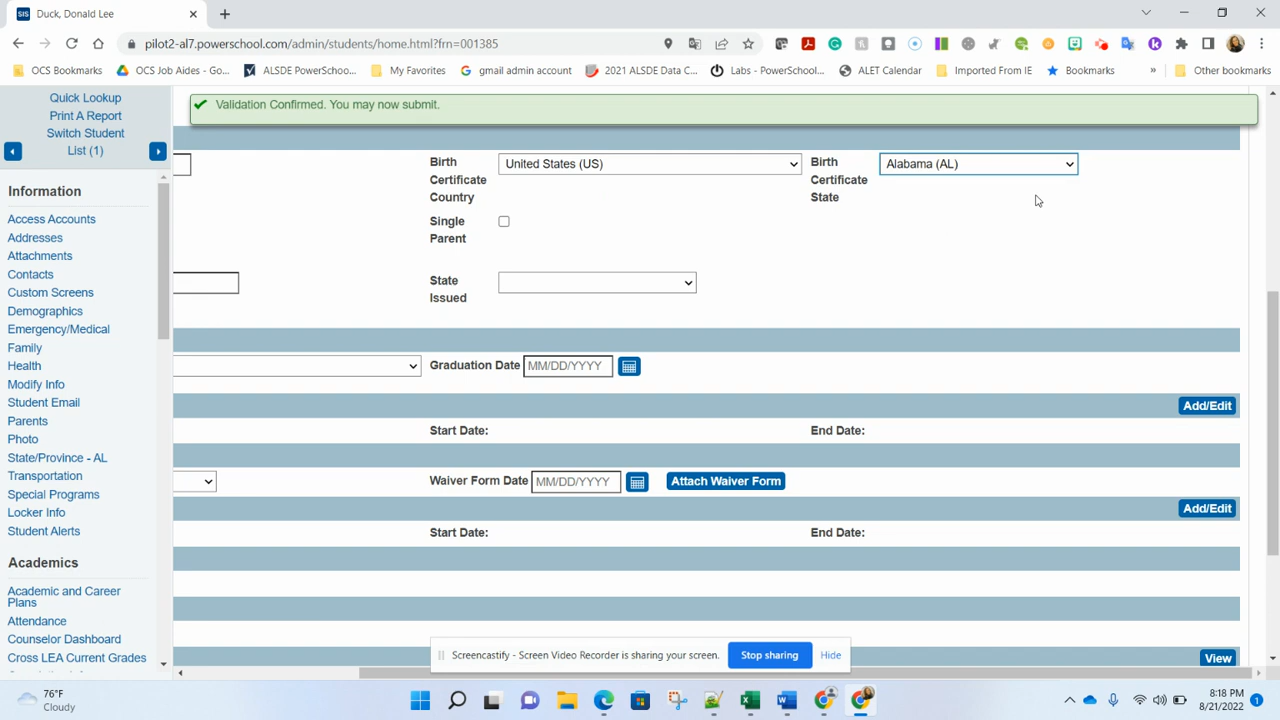 SIS Duck, Donald Lee
pilot2-al7.powerschool.com/admin/students/home.html?frn=001385
OCS Bookmarks
OCS Job Aides - Go...
ALSDE PowerSchool...
My Favorites
gmail admin account
2021 ALSDE Data C...
Labs - PowerSchool...
ALET Calendar
Imported From IE
Bookmarks
»
Other bookmarks
Quick Lookup
Print A Report
Switch Student
List (1)
Information
Access Accounts
Addresses
Attachments
Contacts
Custom Screens
Demographics
Emergency/Medical
Family
Health
Modify Info
Student Email
Parents
Photo
State/Province - AL
Transportation
Special Programs
Locker Info
Student Alerts
Academics
Academic and Career
Plans
Attendance
Counselor Dashboard
Cross LEA Current Grades
Validation Confirmed. You may now submit.
Birth
Certificate
Country
United States (US)
Birth
Certificate
State
Alabama (AL)
Single
Parent
State
Issued
Graduation Date MM/DD/YYYY
Add/Edit
Start Date: End Date:
Waiver Form Date MM/DD/YYYY Attach Waiver Form
Add/Edit
Start Date: End Date:
Screencastify - Screen Video Recorder is sharing your screen. Stop sharing Hide
View
76°F
Cloudy
8:18 PM
8/21/2022
1